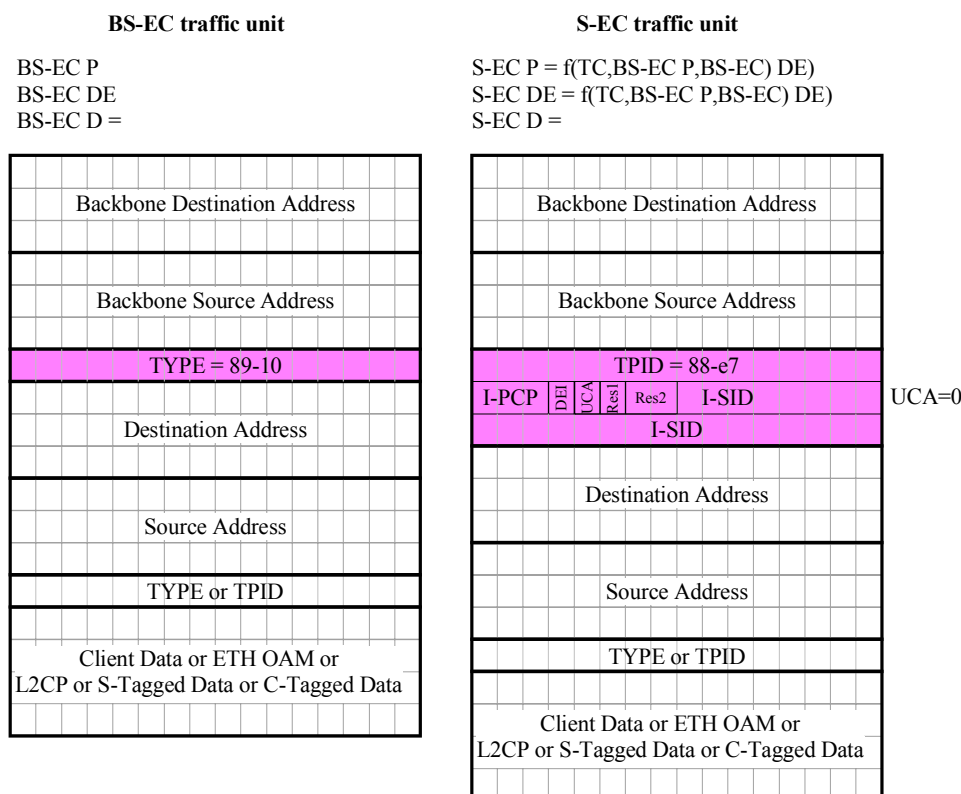 BS-EC traffic unit
BS-EC P
BS-EC DE
BS-EC D =
Backbone Destination Address
Backbone Source Address
TYPE = 89-10
Destination Address
Source Address
TYPE or TPID
Client Data or ETH OAM or
L2CP or S-Tagged Data or C-Tagged Data
S-EC traffic unit
S-EC P = f(TC,BS-EC P,BS-EC) DE)
S-EC DE = f(TC,BS-EC P,BS-EC) DE)
S-EC D =
Backbone Destination Address
Backbone Source Address
TPID = 88-e7
I-PCP DEI UCA Res1 Res2 I-SID UCA=0
I-SID
Destination Address
Source Address
TYPE or TPID
Client Data or ETH OAM or
L2CP or S-Tagged Data or C-Tagged Data